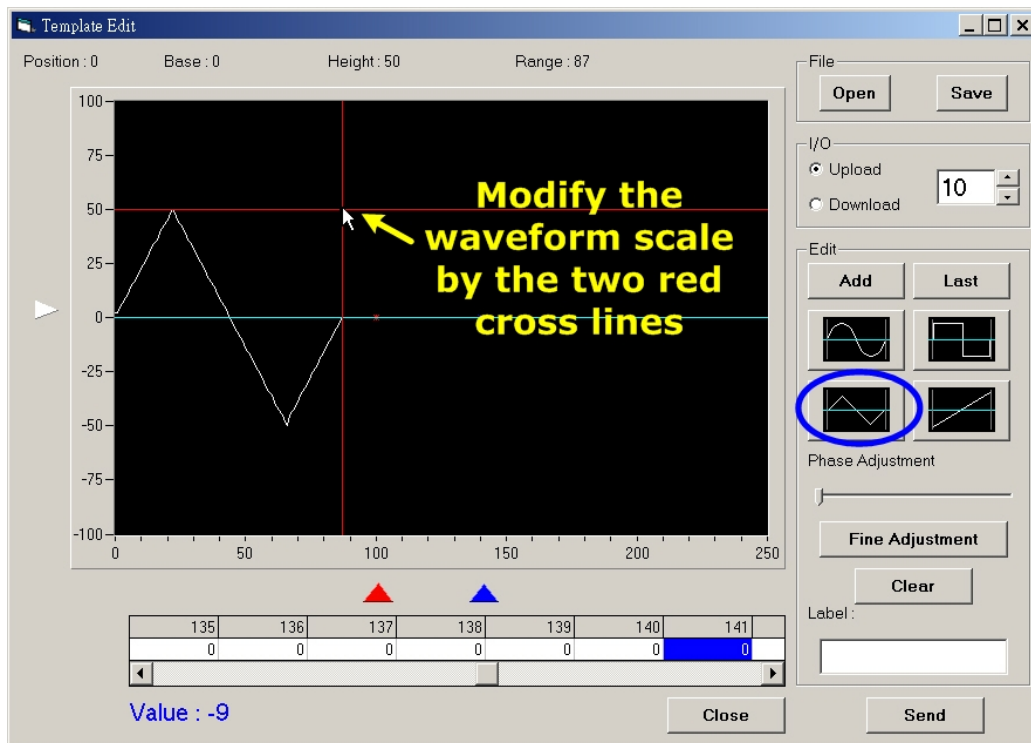 Template Edit
Position : 0 Base : 0 Height : 50 Range : 87
100
75
50
25
0
-25
-50
-75
-100
0 50 100 150 200 250
Modify the
waveform scale
by the two red
cross lines
135 136 137 138 139 140 141
0 0 0 0 0 0 0
Value : -9
Close
File
Open Save
I/O
Upload
Download
10
Edit
Add Last
Phase Adjustment
Fine Adjustment
Clear
Label :
Send